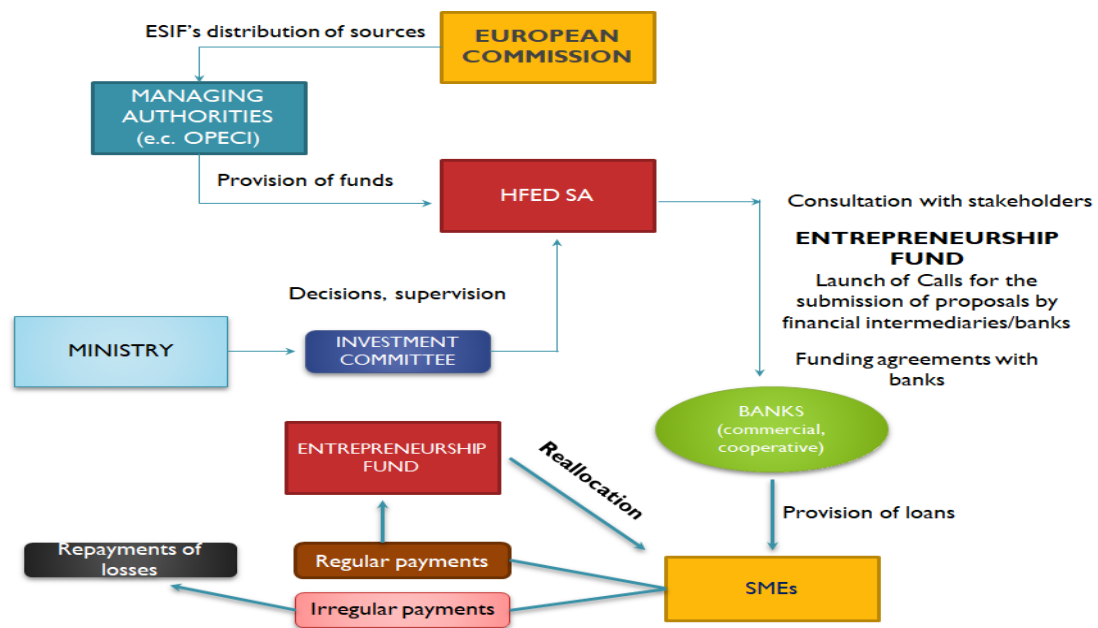 ESIF's distribution of sources
EUROPEAN
COMMISSION
MANAGING
AUTHORITIES
(e.c. OPECI)
Provision of funds
HFED SA
Consultation with stakeholders
ENTREPRENEURSHIP
FUND
Launch of Calls for the
submission of proposals by
financial intermediaries/banks
Funding agreements with
banks
Decisions, supervision
MINISTRY
INVESTMENT
COMMITTEE
BANKS
(commercial,
cooperative)
ENTREPRENEURSHIP
FUND
Reallocation
Provision of loans
Repayments of
losses
Regular payments
Irregular payments
SMEs